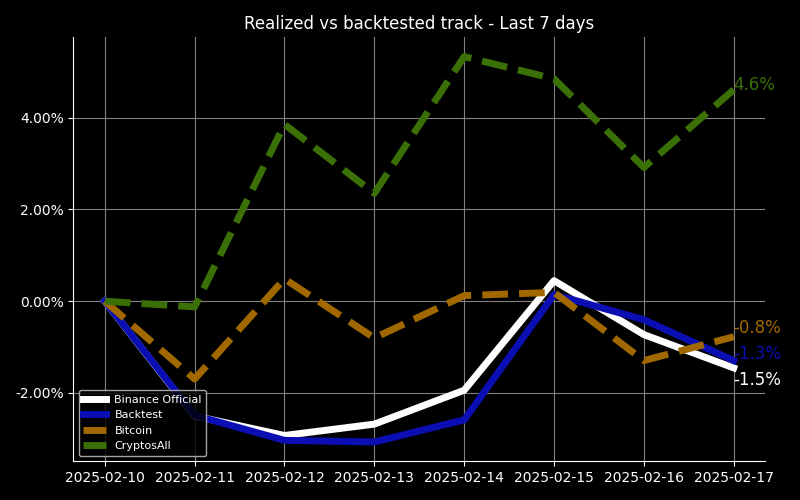 Realized vs backtested track - Last 7 days
4.6%
4.00%
2.00%
0.00%
-0.8%
-1.3%
-1.5%
-2.00%
Binance Official
Backtest
Bitcoin
CryptosAll
2025-02-10 2025-02-11 2025-02-12 2025-02-13 2025-02-14 2025-02-15 2025-02-16 2025-02-17